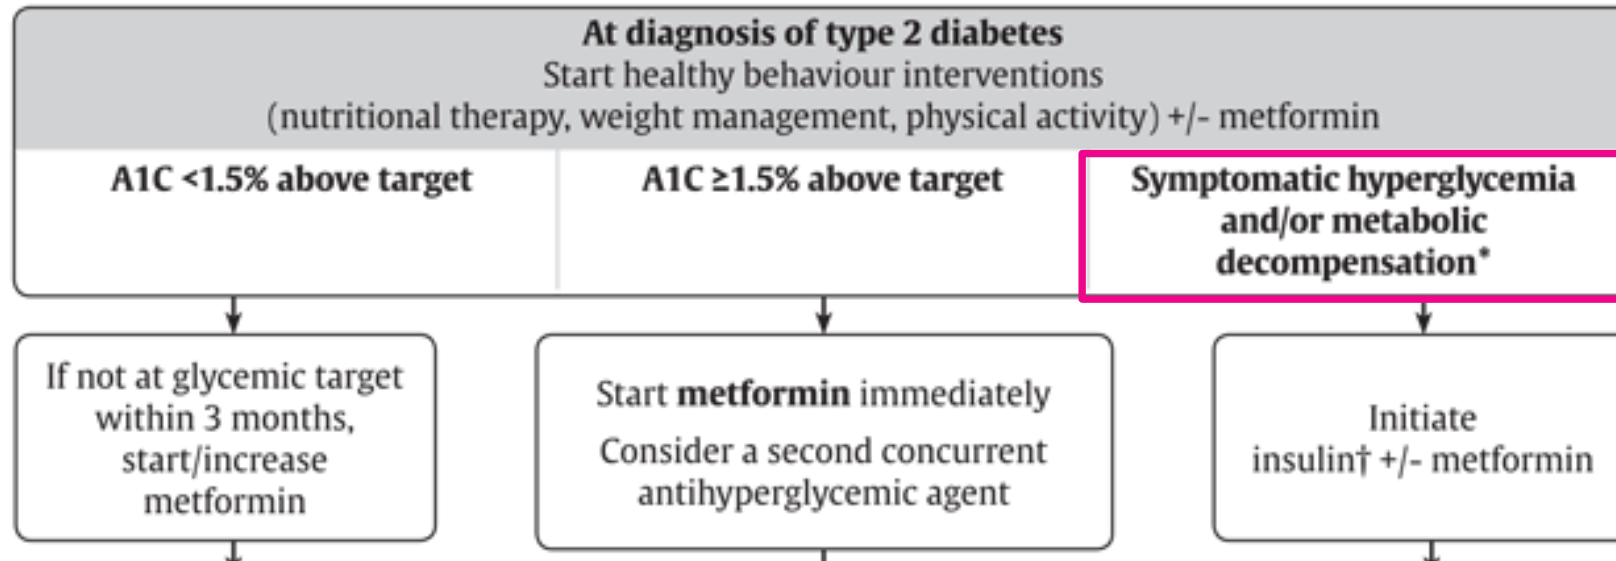 At diagnosis of type 2 diabetes
Start healthy behaviour interventions
(nutritional therapy, weight management, physical activity) +/- metformin
A1C <1.5% above target
A1C ≥1.5% above target
Symptomatic hyperglycemia
and/or metabolic
decompensation*
If not at glycemic target
within 3 months,
start/increase
metformin
Start metformin immediately
Consider a second concurrent
antihyperglycemic agent
Initiate
insulin† +/- metformin